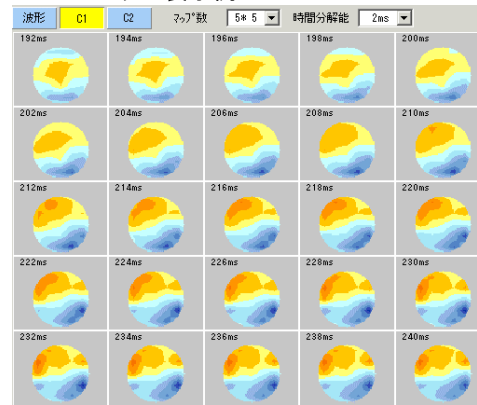 波形 C1 C2 ﾏｯﾌﾟ数 5* 5 時間分解能 2ms
192ms 194ms 196ms 198ms 200ms
202ms 204ms 206ms 208ms 210ms
212ms 214ms 216ms 218ms 220ms
222ms 224ms 226ms 228ms 230ms
232ms 234ms 236ms 238ms 240ms